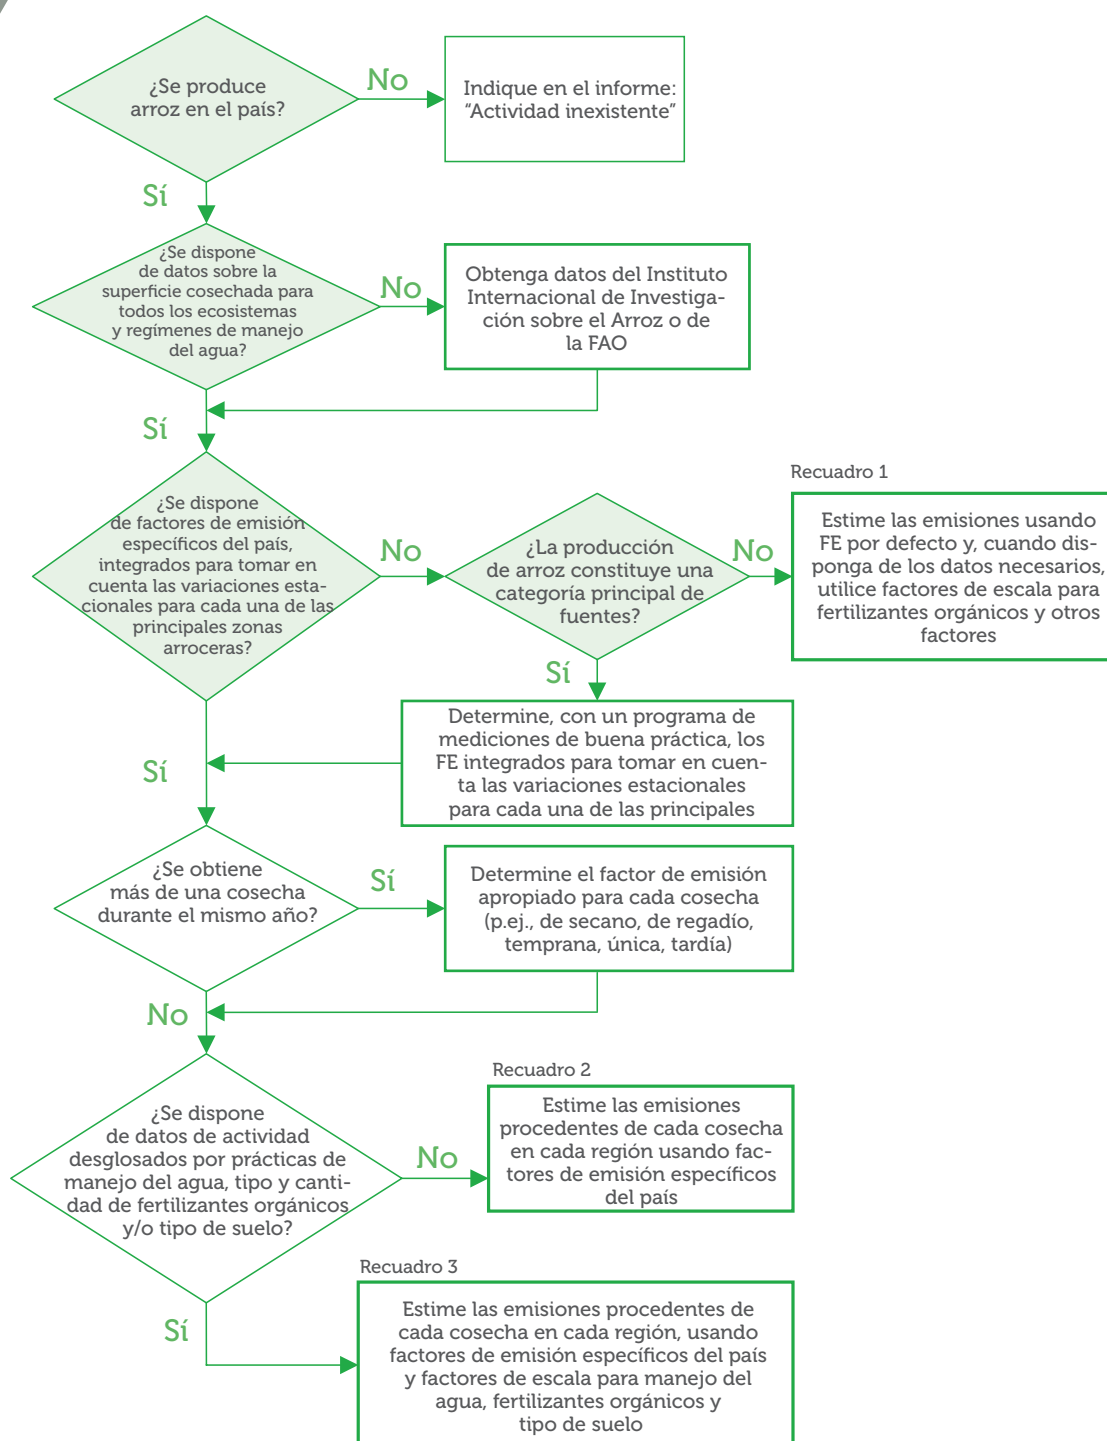 ¿Se produce
arroz en el país?
No
Indique en el informe:
“Actividad inexistente”
Sí
¿Se dispone
de datos sobre la
superficie cosechada para
todos los ecosistemas
y regímenes de manejo
del agua?
No
Obtenga datos del Instituto
Internacional de Investiga-
ción sobre el Arroz o de
la FAO
Sí
¿Se dispone
de factores de emisión
específicos del país,
integrados para tomar en
cuenta las variaciones esta-
cionales para cada una de las
principales zonas
arroceras?
No
¿La producción
de arroz constituye una
categoría principal de
fuentes?
No
Recuadro 1
Estime las emisiones usando
FE por defecto y, cuando dis-
ponga de los datos necesarios,
utilice factores de escala para
fertilizantes orgánicos y otros
factores
Sí
Determine, con un programa de
mediciones de buena práctica, los
FE integrados para tomar en cuen-
ta las variaciones estacionales
para cada una de las principales
Sí
¿Se obtiene
más de una cosecha
durante el mismo año?
Sí
Determine el factor de emisión
apropiado para cada cosecha
(p.ej., de secano, de regadío,
temprana, única, tardía)
No
¿Se dispone
de datos de actividad
desglosados por prácticas de
manejo del agua, tipo y canti-
dad de fertilizantes orgánicos
y/o tipo de suelo?
No
Recuadro 2
Estime las emisiones
procedentes de cada cosecha
en cada región usando fac-
tores de emisión específicos
del país
Sí
Recuadro 3
Estime las emisiones procedentes de
cada cosecha en cada región, usando
factores de emisión específicos del país
y factores de escala para manejo del
agua, fertilizantes orgánicos y
tipo de suelo